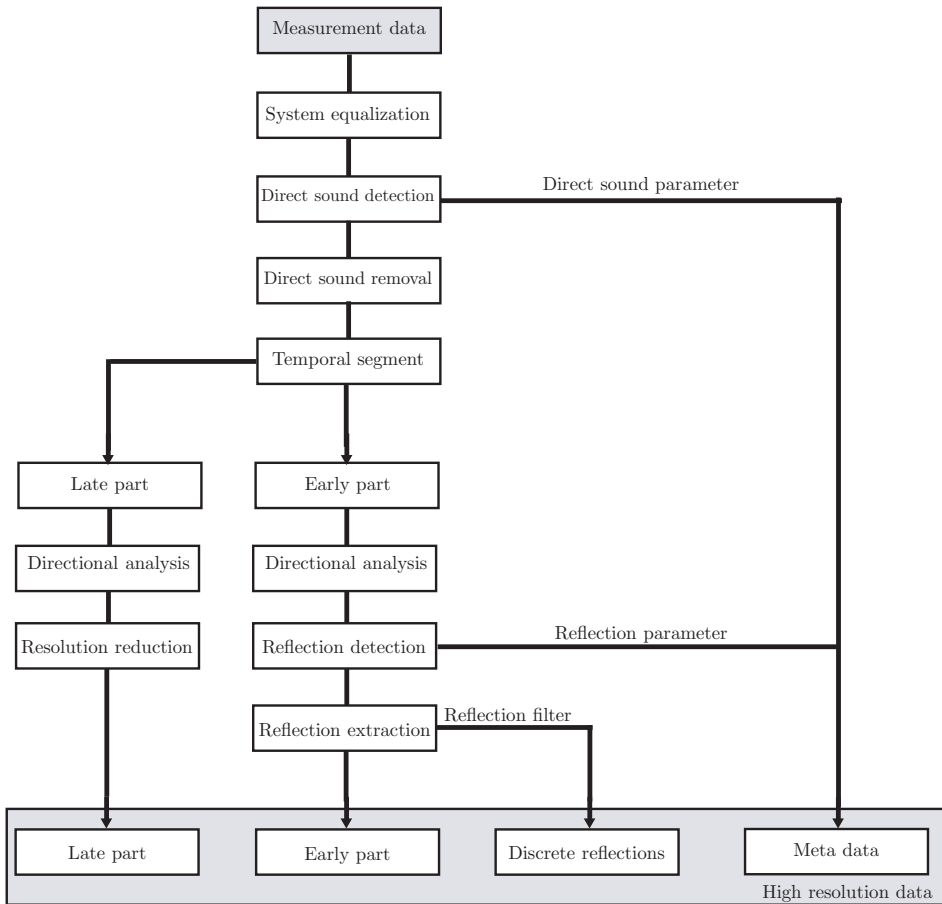 Measurement data
System equalization
Direct sound detection
Direct sound parameter
Direct sound removal
Temporal segment
Late part
Early part
Directional analysis
Directional analysis
Resolution reduction
Reflection detection
Reflection parameter
Reflection extraction
Reflection filter
Late part
Early part
Discrete reflections
Meta data
High resolution data